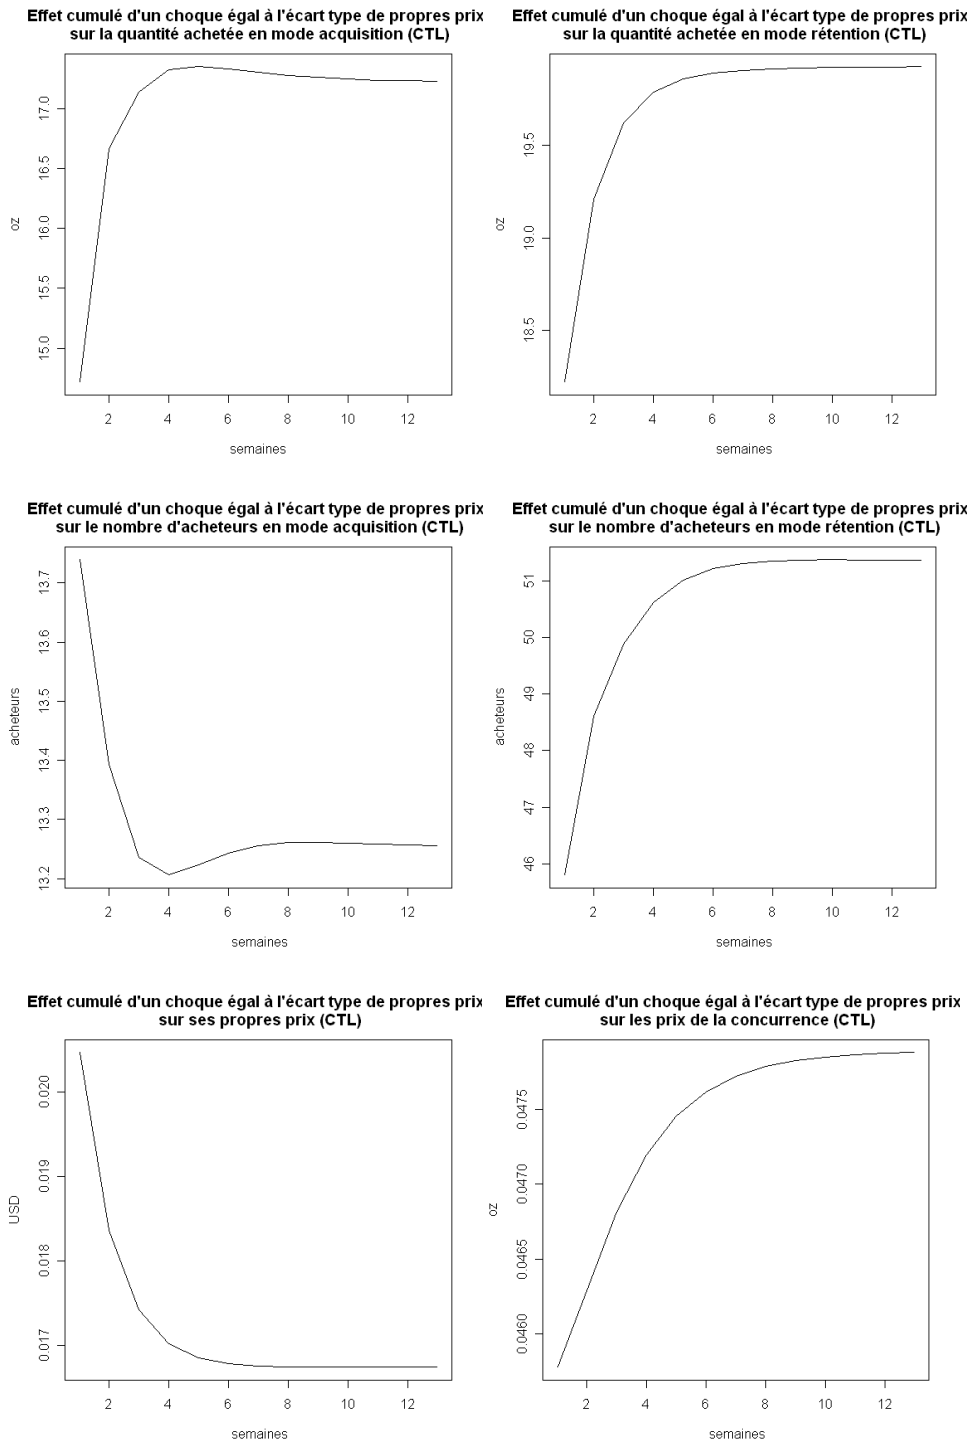 Effet cumulé d'un choque égal à l'écart type de propres prix
sur la quantité achetée en mode acquisition (CTL)
17.0
16.5
16.0
15.5
15.0
oz
2 4 6 8 10 12
semaines
Effet cumulé d'un choque égal à l'écart type de propres prix
sur la quantité achetée en mode rétention (CTL)
19.5
19.0
18.5
oz
2 4 6 8 10 12
semaines
Effet cumulé d'un choque égal à l'écart type de propres prix
sur le nombre d'acheteurs en mode acquisition (CTL)
13.7
13.6
13.5
13.4
13.3
13.2
acheteurs
2 4 6 8 10 12
semaines
Effet cumulé d'un choque égal à l'écart type de propres prix
sur le nombre d'acheteurs en mode rétention (CTL)
51
50
49
48
47
46
acheteurs
2 4 6 8 10 12
semaines
Effet cumulé d'un choque égal à l'écart type de propres prix
sur ses propres prix (CTL)
0.020
0.019
0.018
0.017
USD
2 4 6 8 10 12
semaines
Effet cumulé d'un choque égal à l'écart type de propres prix
sur les prix de la concurrence (CTL)
0.0475
0.0470
0.0465
0.0460
oz
2 4 6 8 10 12
semaines